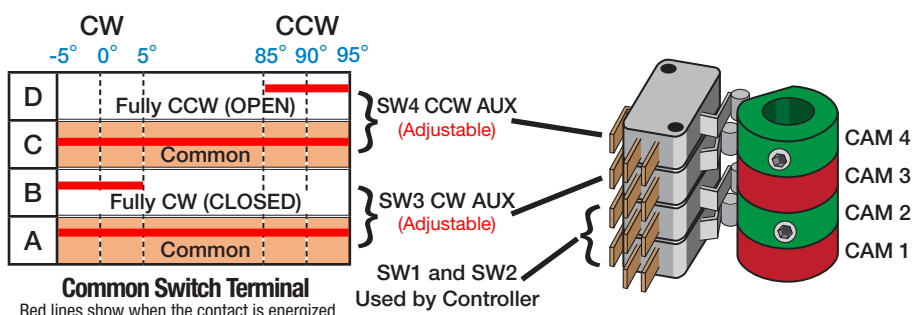 CW CCW
-5° 0° 5° 85° 90° 95°
D
Fully CCW (OPEN)
C
Common
B
Fully CW (CLOSED)
A
Common
SW4 CCW AUX
(Adjustable)
SW3 CW AUX
(Adjustable)
SW1 and SW2
Used by Controller
CAM 4
CAM 3
CAM 2
CAM 1
Common Switch Terminal
Red lines show when the contact is energized